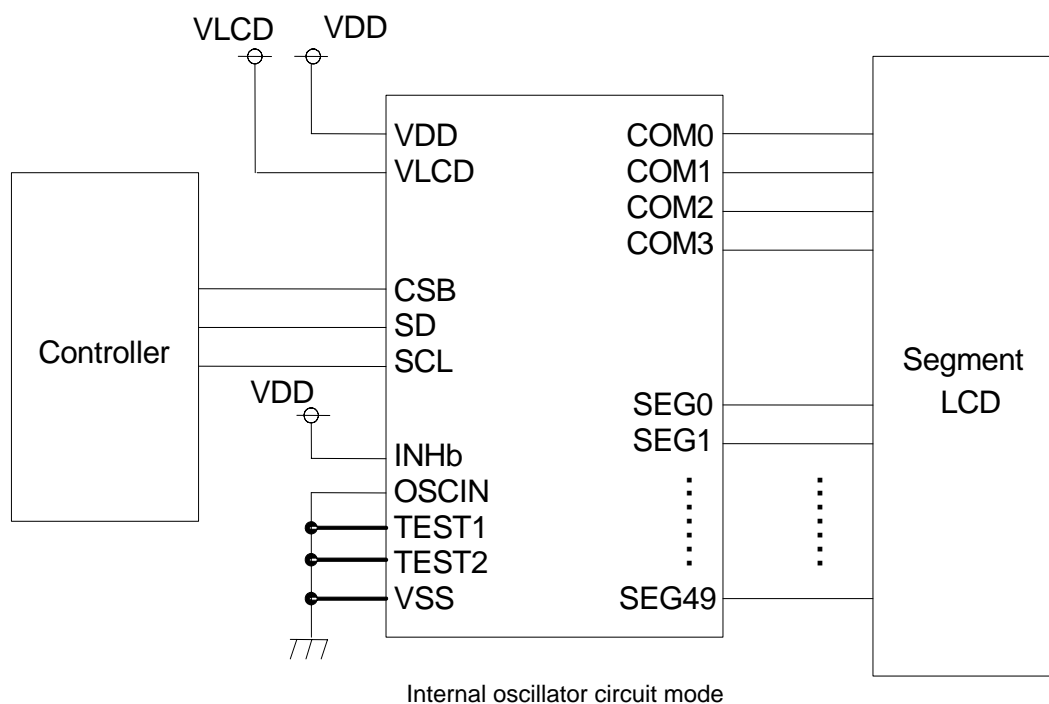 VLCD
VDD
VDD
VLCD
COM0
COM1
COM2
COM3
CSB
SD
SCL
Controller
VDD
INHb
OSCIN
TEST1
TEST2
VSS
SEG0
SEG1
SEG49
Segment
LCD
Internal oscillator circuit mode